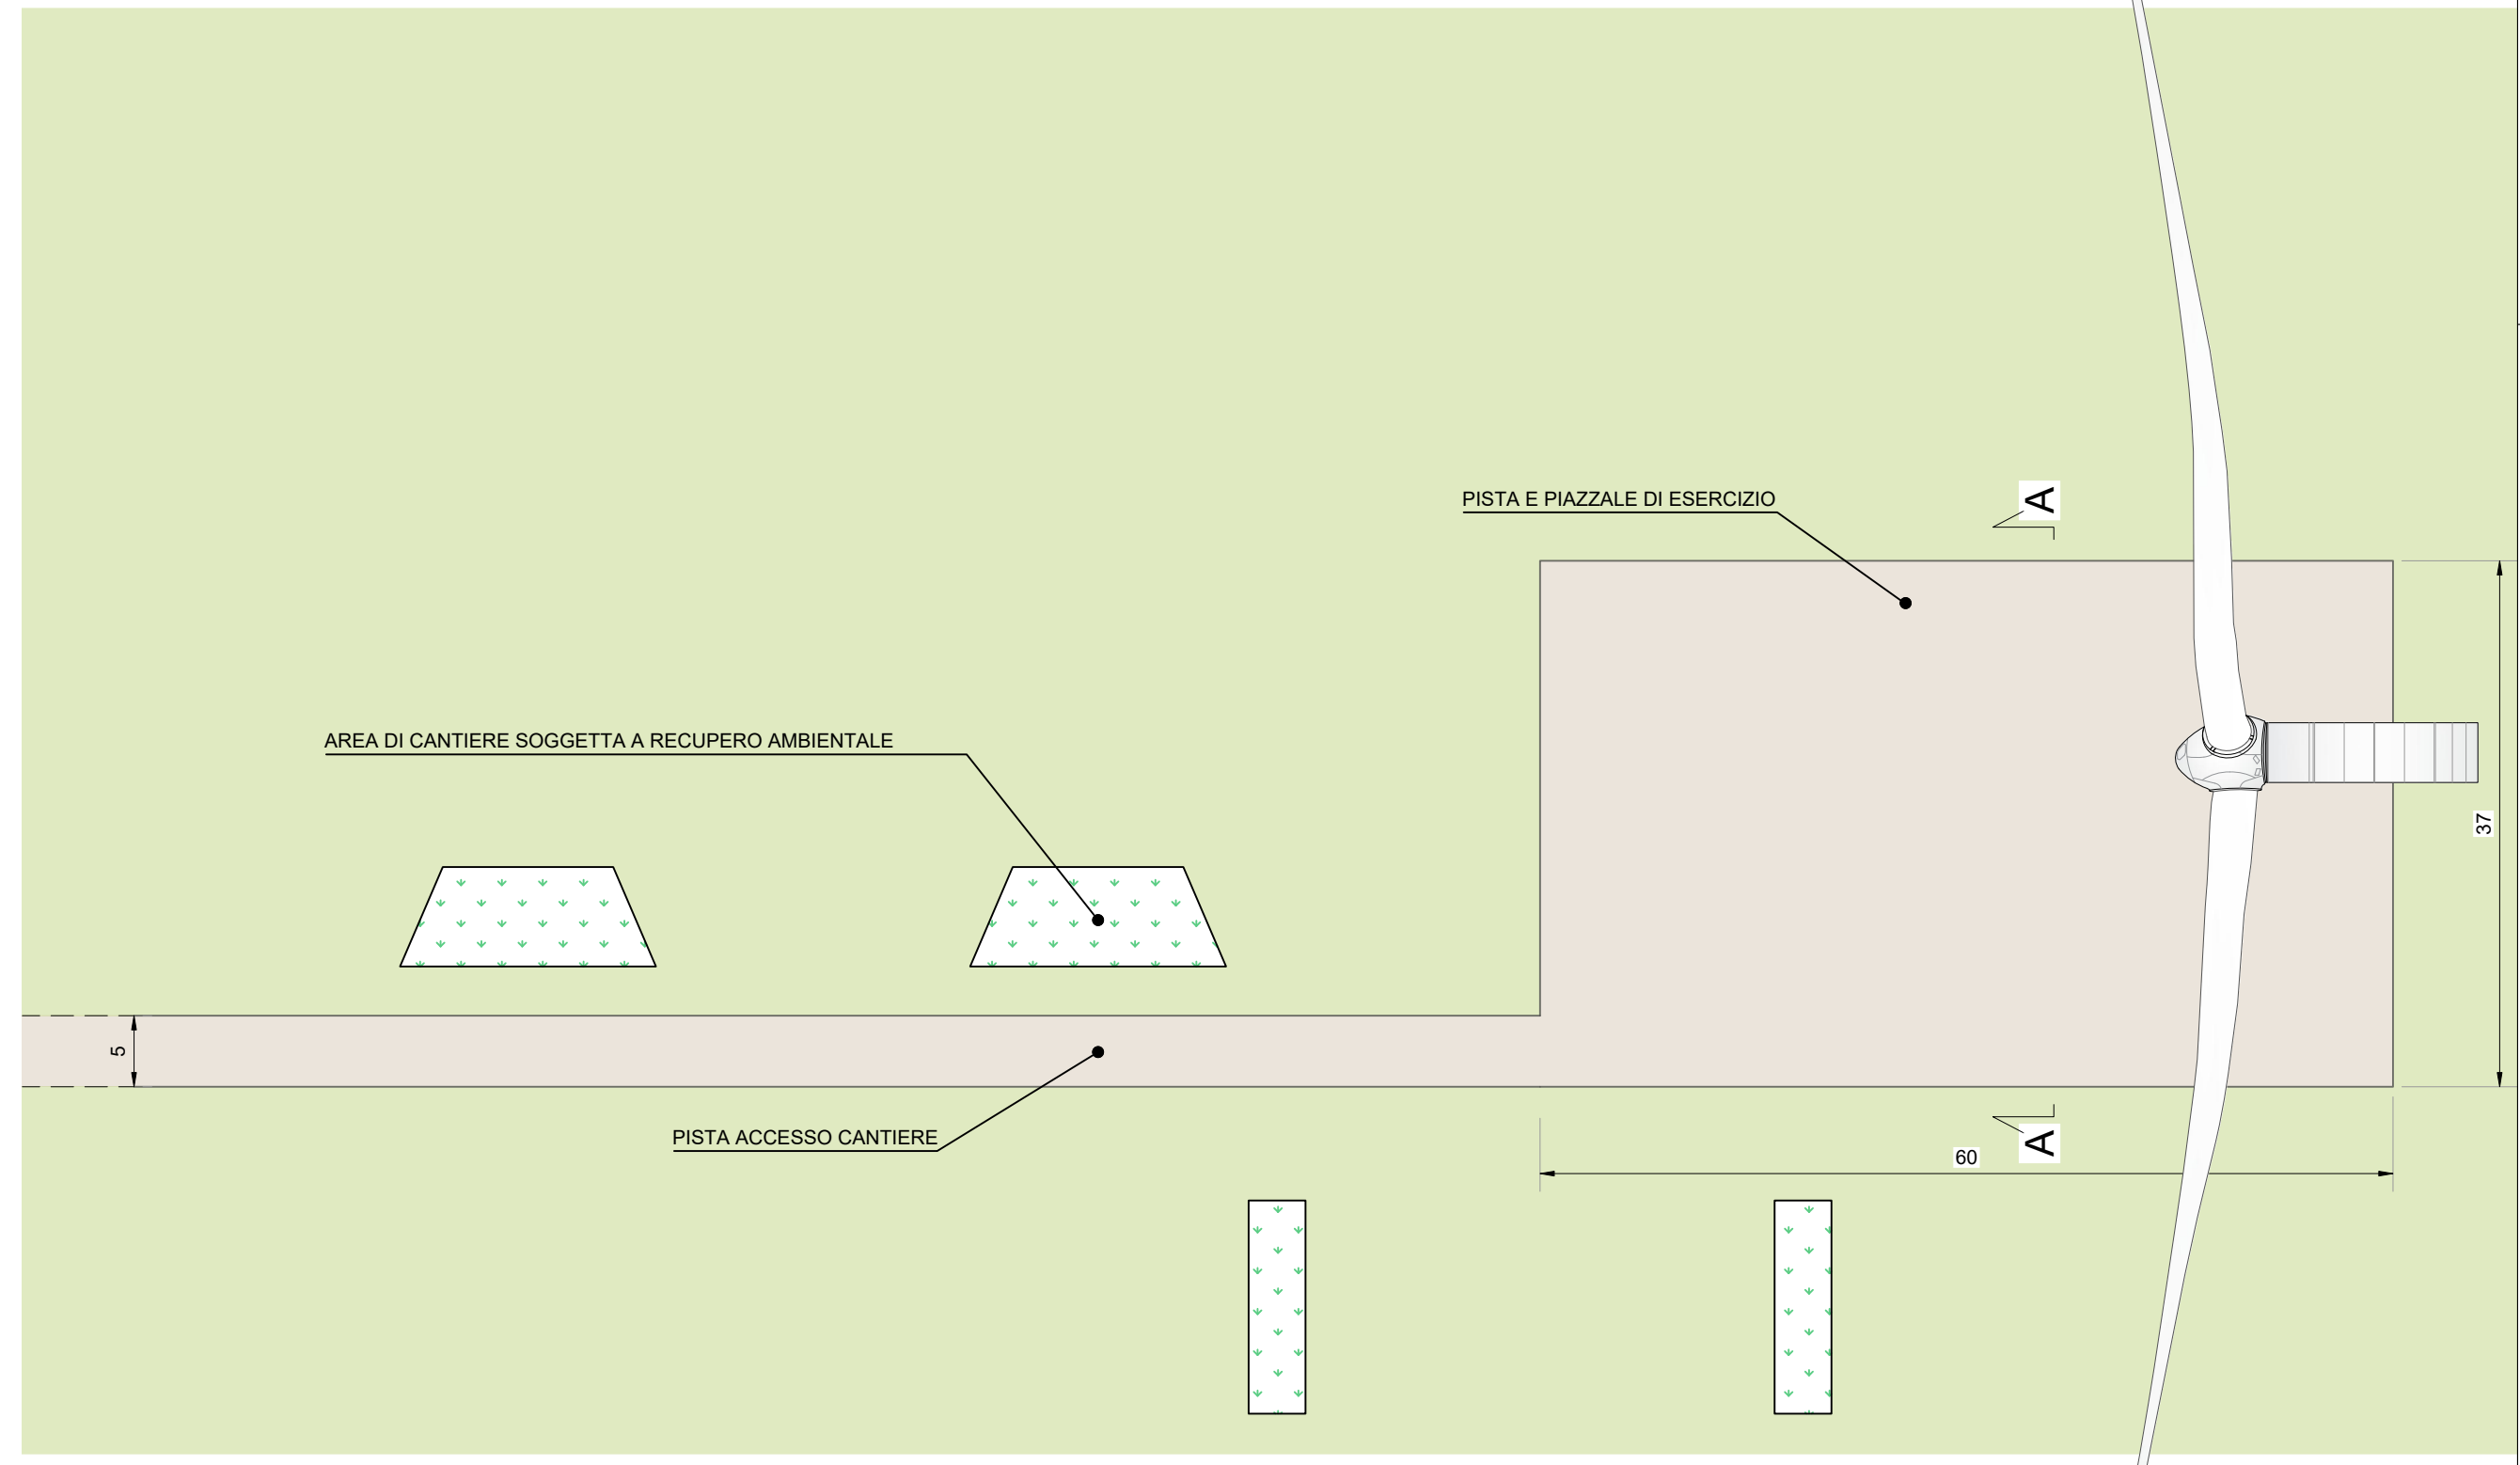 PISTA E PIAZZALE DI ESERCIZIO
A
AREA DI CANTIERE SOGGETTA A RECUPERO AMBIENTALE
37
5
PISTA ACCESSO CANTIERE
A
60